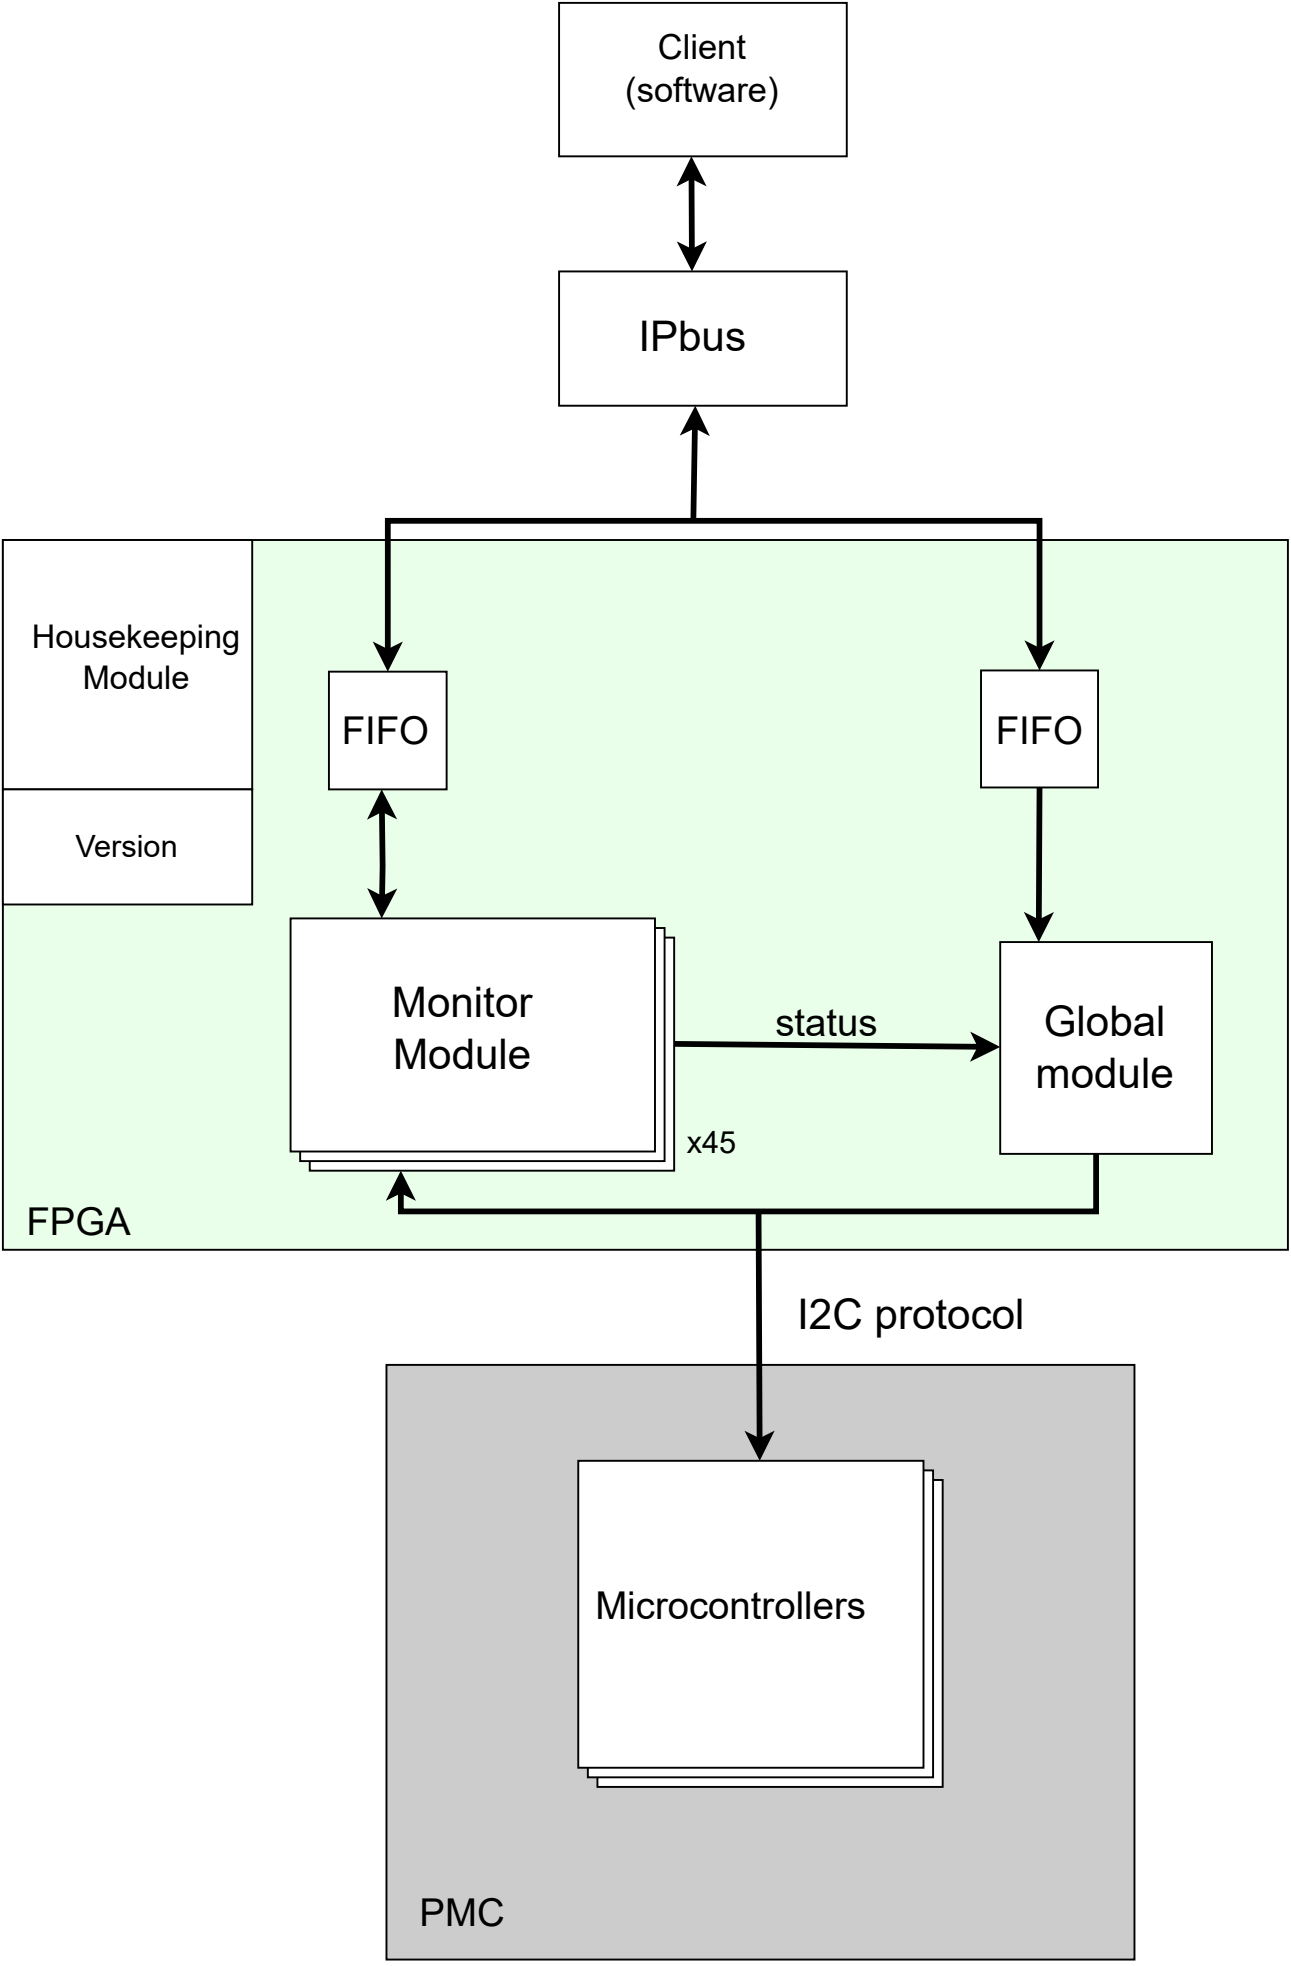 Client
(software)
IPbus
Housekeeping
Module
FIFO
FIFO
Version
Monitor
Module
status
Global
module
x45
FPGA
I2C protocol
Microcontrollers
PMC